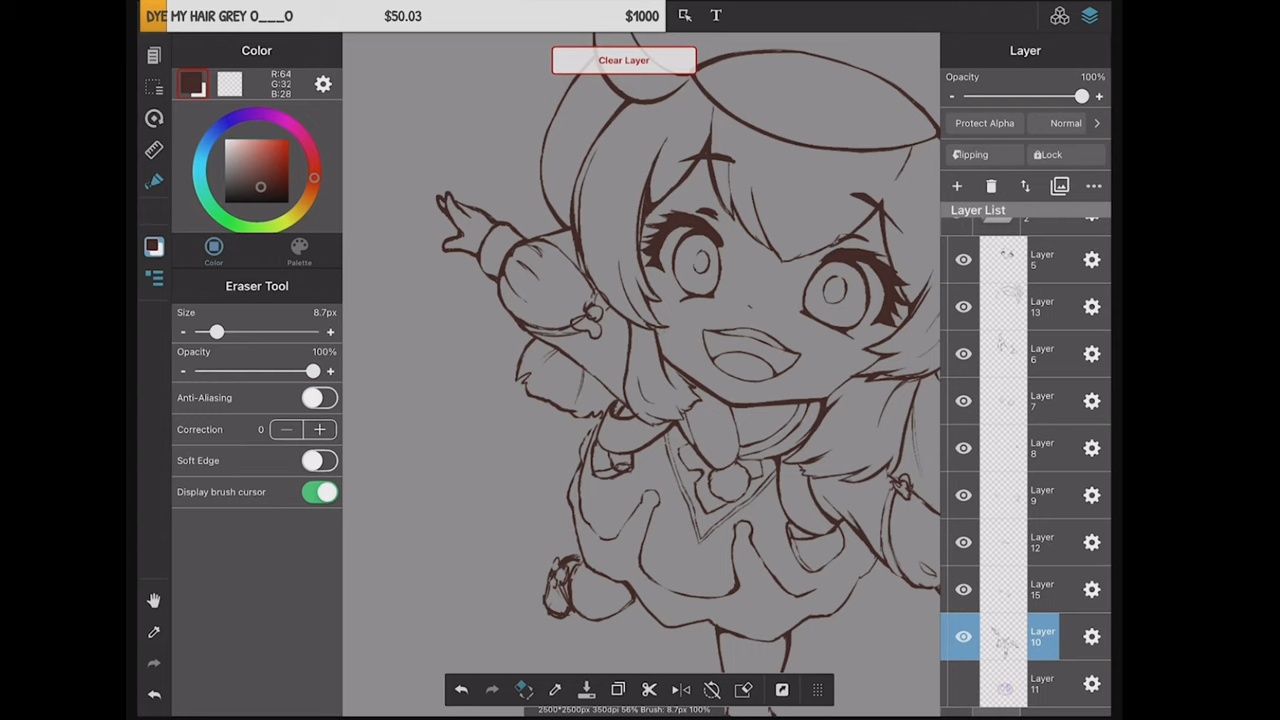 DYE MY HAIR GREY O___O $50.03 $1000
T
Color
R:64
G:32
B:28
Color Palette
Eraser Tool
Size 8.7px
- +
Opacity 100%
- +
Anti-Aliasing
Correction 0 — +
Soft Edge
Display brush cursor
Clear Layer
Layer
Opacity 100%
- +
Protect Alpha Normal
Clipping Lock
Layer List
2
Layer
5
Layer
13
Layer
6
Layer
7
Layer
8
Layer
9
Layer
12
Layer
15
Layer
10
Layer
11
2500*2500px 350dpi 56% Brush: 8.7px 100%